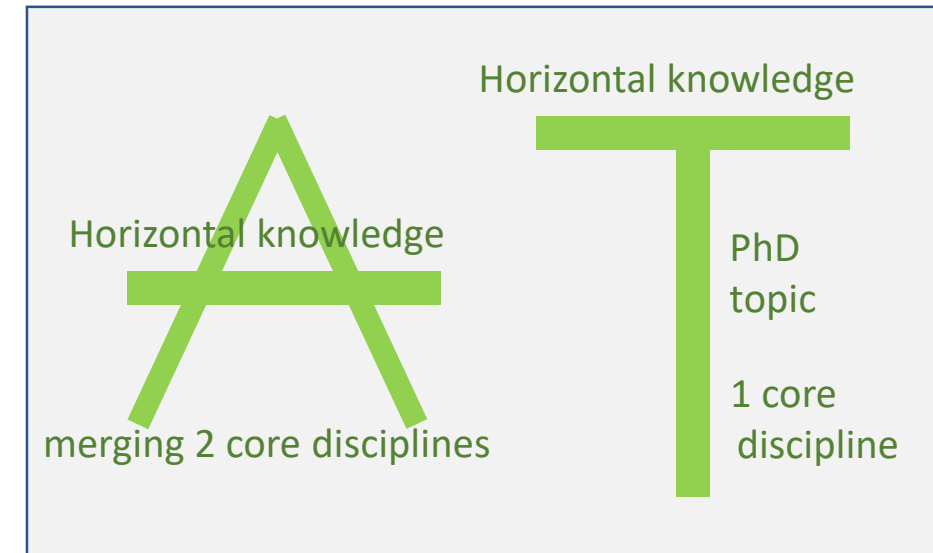 Horizontal knowledge
Horizontal knowledge
PhD
topic
1 core
discipline
merging 2 core disciplines